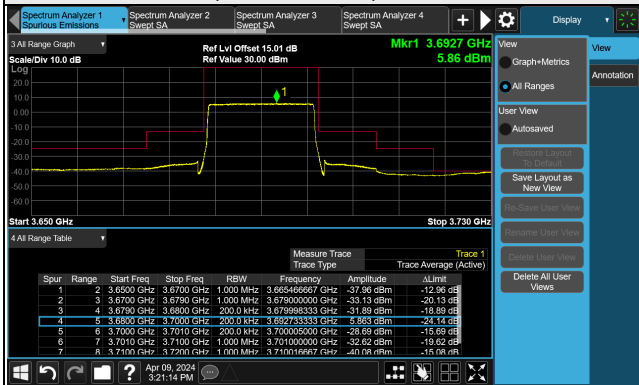 Spectrum Analyzer 1
Spurious Emissions
Spectrum Analyzer 2
Swept SA
Spectrum Analyzer 3
Swept SA
Spectrum Analyzer 4
Swept SA
+
Display
3 All Range Graph
Scale/Div 10.0 dB
Ref Lvl Offset 15.01 dB
Ref Value 30.00 dBm
Mkr1 3.6927 GHz
5.86 dBm
Log
20.0
10.0
0.00
-10.0
-20.0
-30.0
-40.0
-50.0
-60.0
1
Start 3.650 GHz
Stop 3.730 GHz
View
Graph+Metrics
All Ranges
User View
Autosaved
Restore Layout
To Default
Save Layout as
New View
Re-Save User View
Rename User View
Delete User View
Delete All User
Views
View
Annotation
4 All Range Table
Measure Trace Trace 1
Trace Type Trace Average (Active)
Spur Range Start Freq Stop Freq RBW Frequency Amplitude ΔLimit
1 2 3.6500 GHz 3.6700 GHz 1.000 MHz 3.665466667 GHz -37.96 dBm -12.96 dB
2 3 3.6700 GHz 3.6790 GHz 1.000 MHz 3.679000000 GHz -33.13 dBm -20.13 dB
3 4 3.6790 GHz 3.6800 GHz 200.0 kHz 3.679998333 GHz -31.89 dBm -18.89 dB
4 5 3.6800 GHz 3.7000 GHz 200.0 kHz 3.692733333 GHz 5.863 dBm -24.14 dB
5 6 3.7000 GHz 3.7010 GHz 200.0 kHz 3.700005000 GHz -28.69 dBm -15.69 dB
6 7 3.7010 GHz 3.7100 GHz 1.000 MHz 3.701000000 GHz -32.62 dBm -19.62 dB
7 8 3.7100 GHz 3.7200 GHz 1.000 MHz 3.710016667 GHz -40.08 dBm -15.08 dB
?
Apr 09, 2024
3:21:14 PM